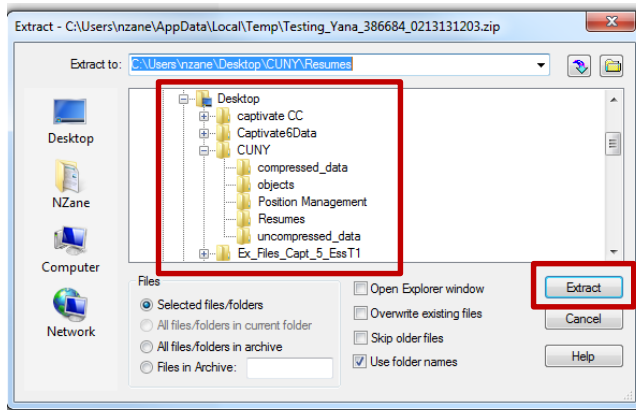 Extract - C:\Users\nzane\AppData\Local\Temp\Testing_Yana_386684_0213131203.zip
Extract to: C:\Users\nzane\Desktop\CUNY\Resumes
Desktop
NZane
Computer
Network
Desktop
captivate CC
Captivate6Data
CUNY
compressed_data
objects
Position Management
Resumes
uncompressed_data
Ex_Files_Capt_5_EssT1
Files
Selected files/folders
All files/folders in current folder
All files/folders in archive
Files in Archive:
Open Explorer window
Overwrite existing files
Skip older files
Use folder names
Extract
Cancel
Help